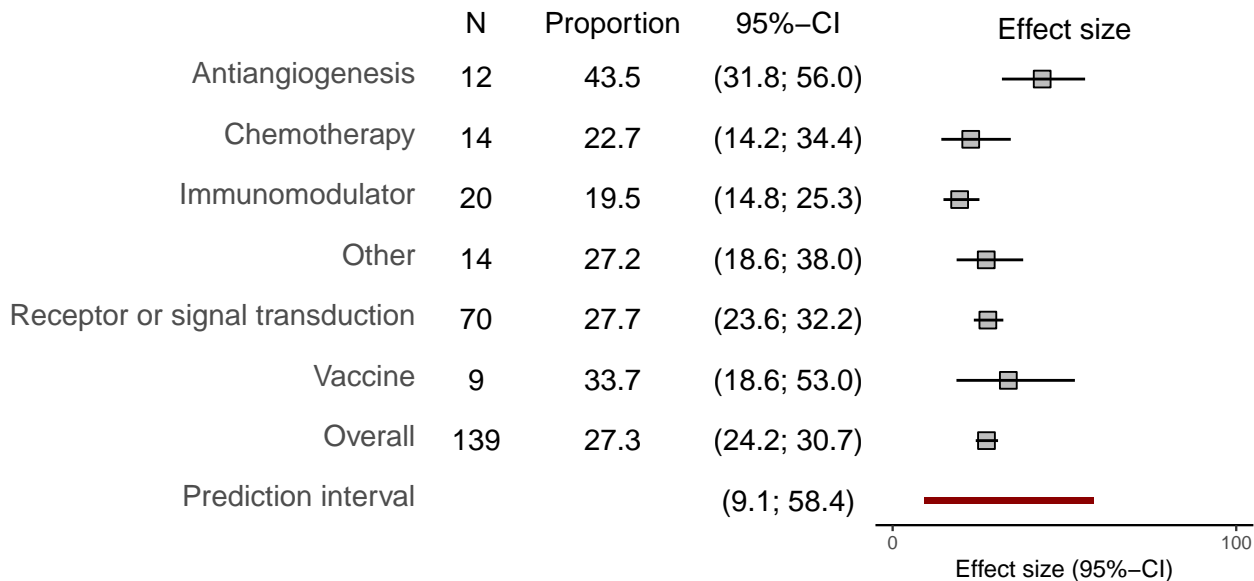 N Proportion 95%−CI Effect size
Antiangiogenesis 12 43.5 (31.8; 56.0)
Chemotherapy 14 22.7 (14.2; 34.4)
Immunomodulator 20 19.5 (14.8; 25.3)
Other 14 27.2 (18.6; 38.0)
Receptor or signal transduction 70 27.7 (23.6; 32.2)
Vaccine 9 33.7 (18.6; 53.0)
Overall 139 27.3 (24.2; 30.7)
Prediction interval (9.1; 58.4)
0 100
Effect size (95%−CI)